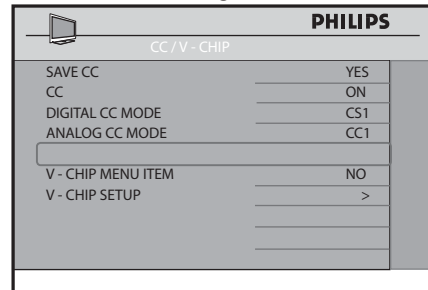 PHILIPS
CC / V - CHIP
SAVE CC YES
CC ON
DIGITAL CC MODE CS1
ANALOG CC MODE CC1
V - CHIP MENU ITEM NO
V - CHIP SETUP >